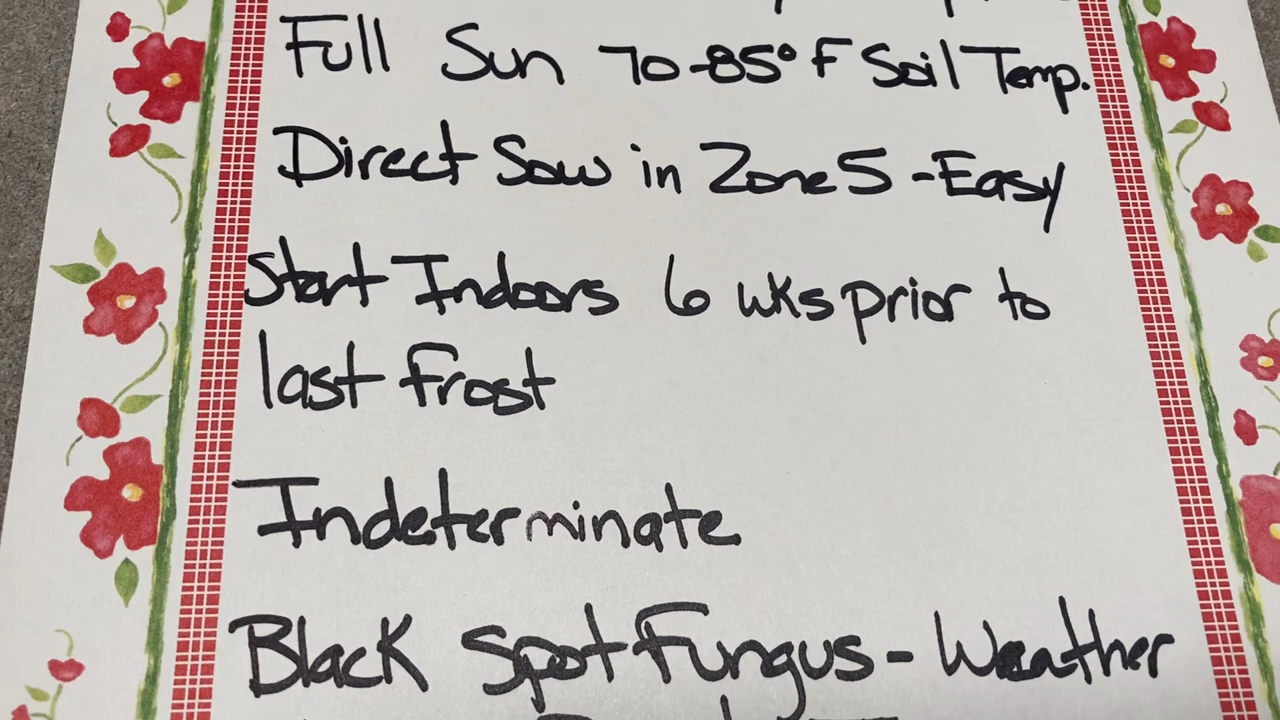 Full Sun 70-85° F Soil Temp.
Direct Sow in Zone 5 - Easy
Start Indoors 6 wks prior to
last frost
Indeterminate
Black Spot Fungus - Weather